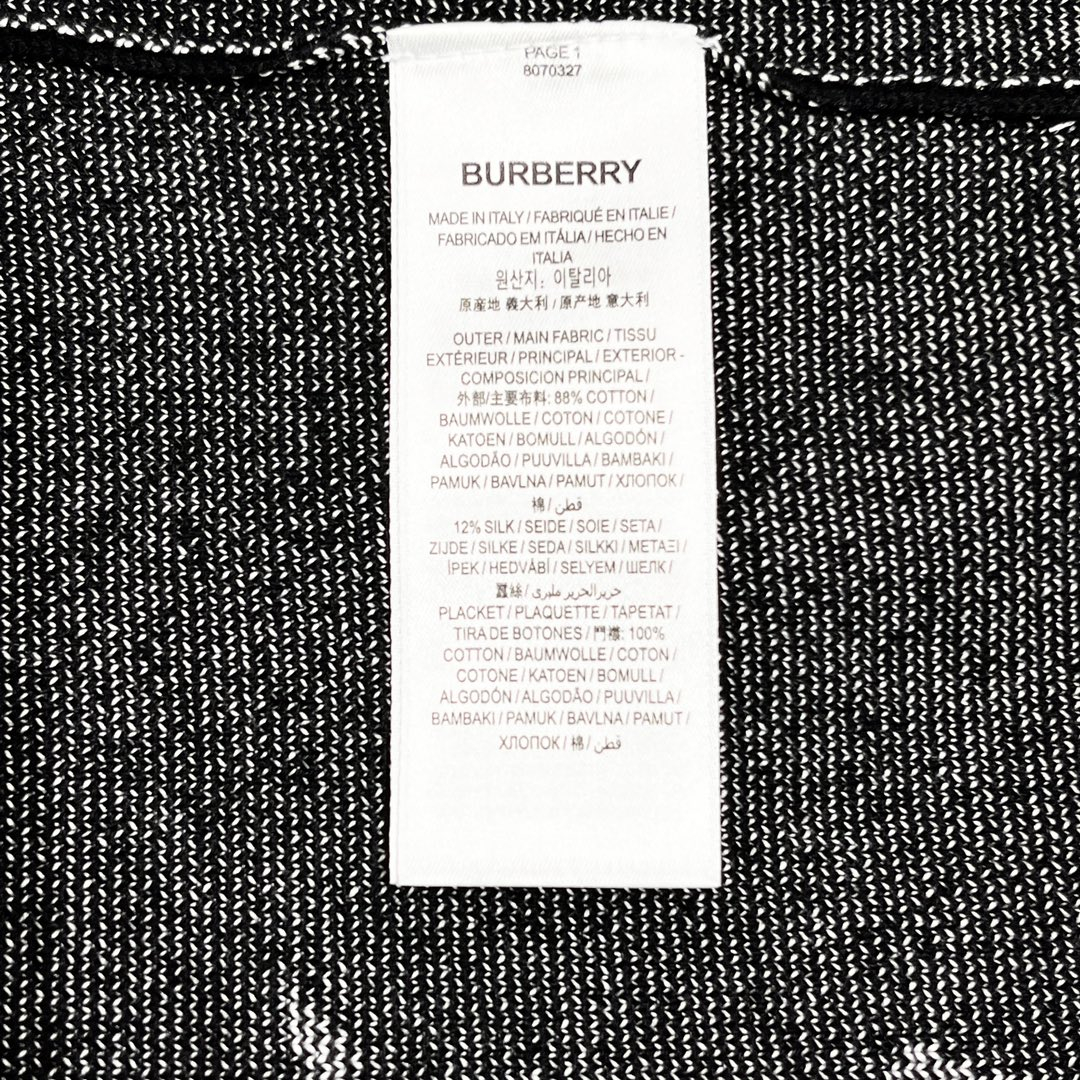 PAGE 1
8070327
BURBERRY
MADE IN ITALY / FABRIQUÉ EN ITALIE /
FABRICADO EM ITÁLIA / HECHO EN
ITALIA
원산지: 이탈리아
原産地 義大利 / 原产地 意大利
OUTER / MAIN FABRIC / TISSU
EXTÉRIEUR / PRINCIPAL / EXTERIOR -
COMPOSICION PRINCIPAL /
外部/主要布料: 88% COTTON /
BAUMWOLLE / COTON / COTONE /
KATOEN / BOMULL / ALGODÓN /
ALGODÃO / PUUVILLA / BAMBAKI /
PAMUK / BAVLNA / PAMUT / ХЛОПОК /
棉 / قطن
12% SILK / SEIDE / SOIE / SETA /
ZIJDE / SILKE / SEDA / SILKKI / ΜΕΤΑΞΙ /
İPEK / HEDVÁBÍ / SELYEM / ШЕЛК /
蠶絲 / حرير/الحرير مليرى
PLACKET / PLAQUETTE / TAPETAT /
TIRA DE BOTONES / 門襟: 100%
COTTON / BAUMWOLLE / COTON /
COTONE / KATOEN / BOMULL /
ALGODÓN / ALGODÃO / PUUVILLA /
BAMBAKI / PAMUK / BAVLNA / PAMUT /
ХЛОПОК / 棉 / قطن